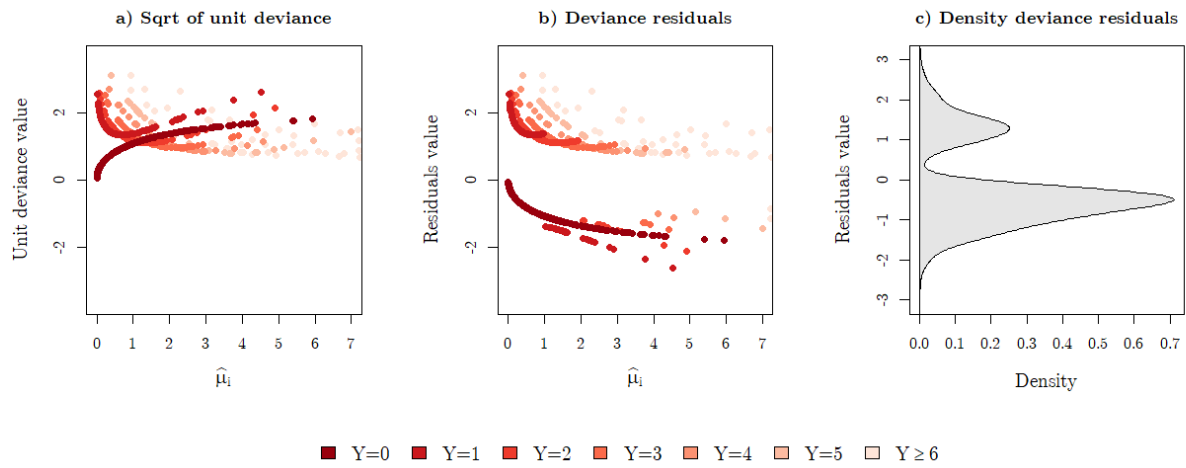 a) Sqrt of unit deviance
Unit deviance value
2
0
-2
0 1 2 3 4 5 6 7
μ̂ᵢ
b) Deviance residuals
Residuals value
2
0
-2
0 1 2 3 4 5 6 7
μ̂ᵢ
c) Density deviance residuals
Residuals value
3
2
1
0
-1
-2
-3
0.0 0.1 0.2 0.3 0.4 0.5 0.6 0.7
Density
Y=0 Y=1 Y=2 Y=3 Y=4 Y=5 Y ≥ 6